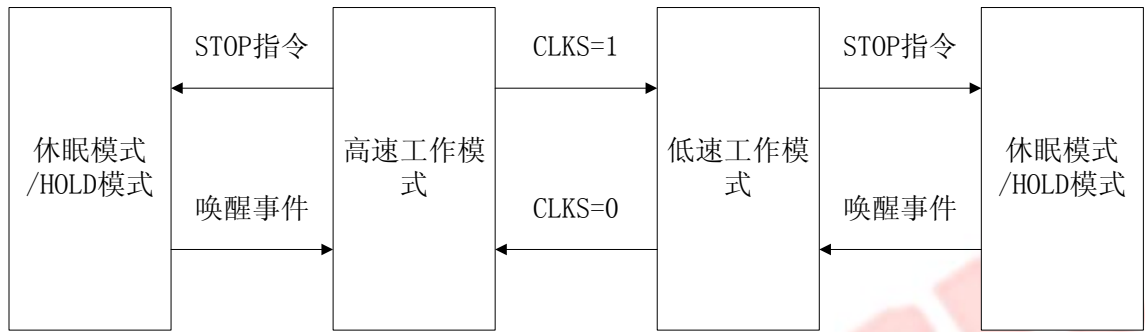 STOP指令
CLKS=1
STOP指令
休眠模式
/HOLD模式
高速工作模
式
低速工作模
式
休眠模式
/HOLD模式
唤醒事件
CLKS=0
唤醒事件